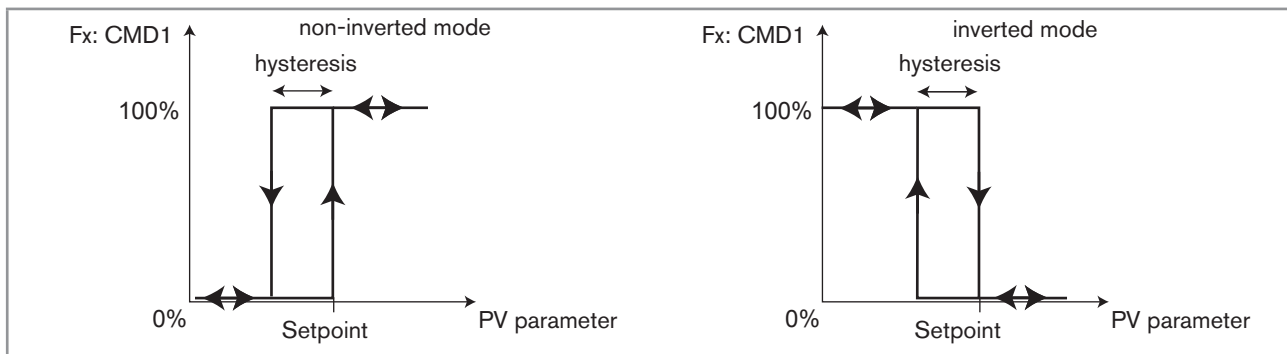 Fx: CMD1
non-inverted mode
hysteresis
100%
0%
Setpoint
PV parameter
Fx: CMD1
inverted mode
hysteresis
100%
0%
Setpoint
PV parameter